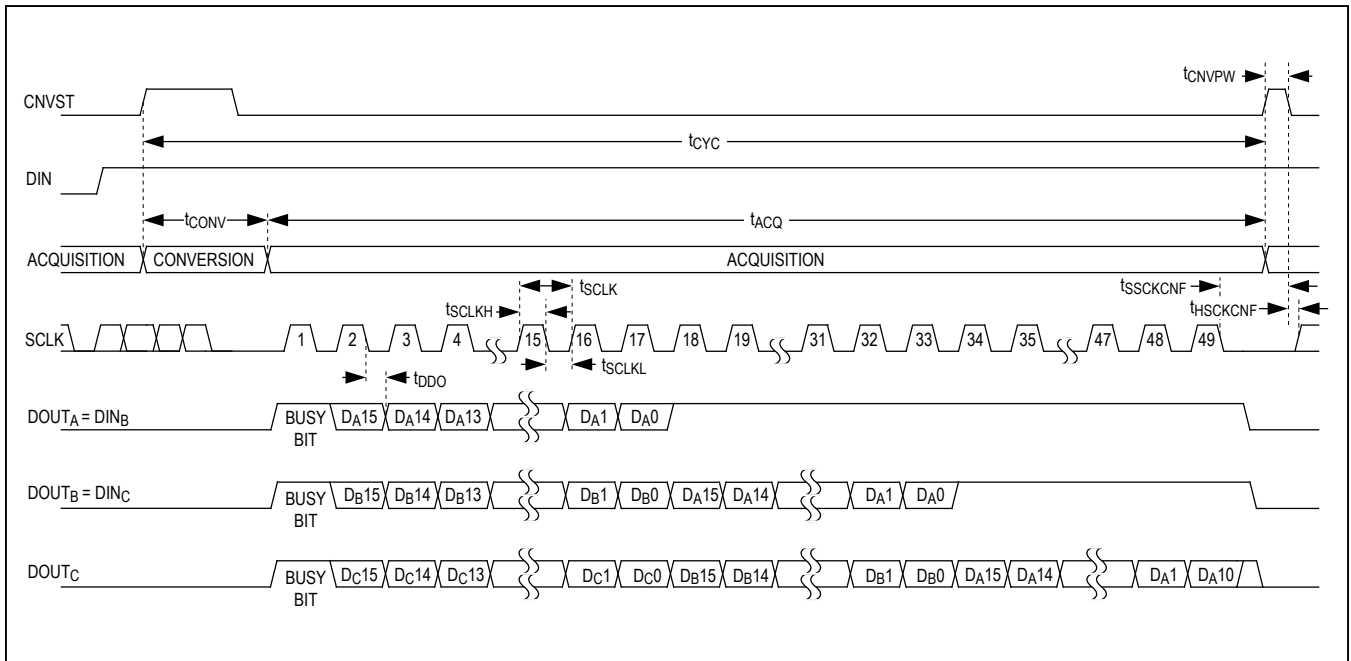 tCNVPW
CNVST
tCYC
DIN
tCONV tACQ
ACQUISITION CONVERSION ACQUISITION
tSCLK tSSCKCNF
tSCLKH tHSCKCNF
SCLK 1 2 3 4 15 16 17 18 19 31 32 33 34 35 47 48 49
tDDO tSCLKL
DOUTA = DINB BUSY BIT DA15 DA14 DA13 DA1 DA0
DOUTB = DINC BUSY BIT DB15 DB14 DB13 DB1 DB0 DA15 DA14 DA1 DA0
DOUTC BUSY BIT DC15 DC14 DC13 DC1 DC0 DB15 DB14 DB1 DB0 DA15 DA14 DA1 DA10